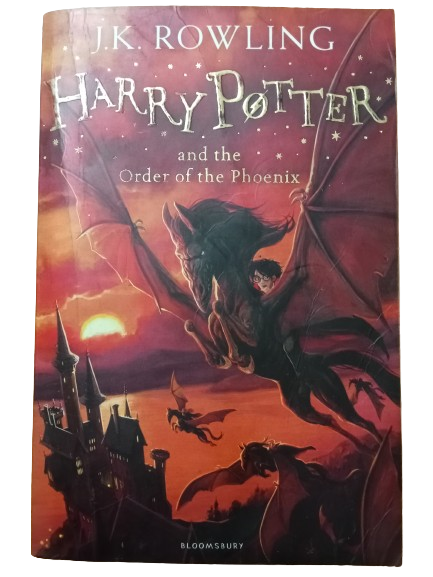 J.K. ROWLING
HARRY POTTER
and the
Order of the Phoenix
BLOOMSBURY